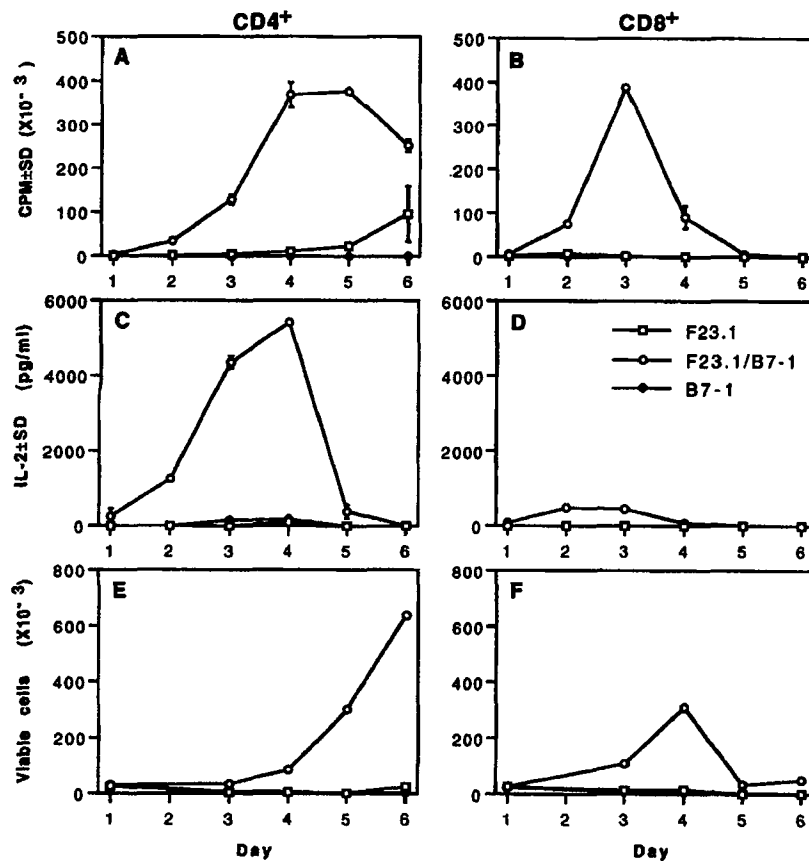 CD4+
CD8+
A
B
CPM±SD (X10-3)
500
400
300
200
100
0
1 2 3 4 5 6
500
400
300
.200
100
0
1 2 3 4 5 6
C
D
IL-2±SD (pg/ml)
6000
4000
2000
0
1 2 3 4 5 6
6000
4000
2000
0
1 2 3 4 5 6
F23.1
F23.1/B7-1
B7-1
E
F
Viable cells (X10-3)
800
600
400
200
0
1 2 3 4 5 6
Day
800
600
400
200
0
1 2 3 4 5 6
Day